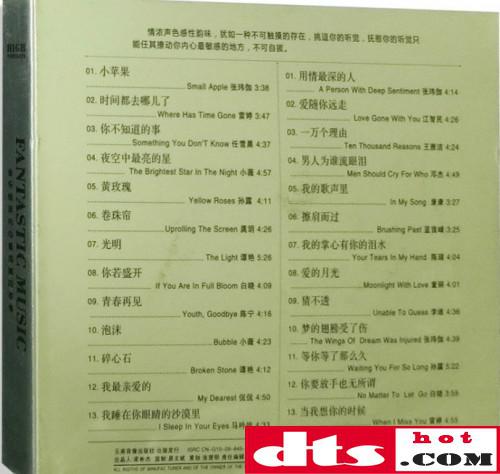 情浓声色感性韵味，犹如一种不可触摸的存在，挑逗你的听觉，抚慰你的听觉只
能任其撩动你内心最敏感的地方，不可自拔。
01. 小苹果
Small Apple 张玮伽 3:38
02. 时间都去哪儿了
Where Has Time Gone 雷婷 3:47
03. 你不知道的事
Something You Don'T Know 任雪晨 4:37
04. 夜空中最亮的星
The Brightest Star In The Night 小薇 4:57
05. 黄玫瑰
Yellow Roses 孙露 4:11
06. 卷珠帘
Uprolling The Screen 龚玥 3:26
07. 光明
The Light 谭艳 5:26
08. 你若盛开
If You Are In Full Bloom 白晓 4:09
09. 青春再见
Youth, Goodbye 陈宁 4:16
10. 泡沫
Bubble 小薇 4:23
11. 碎心石
Broken Stone 谭艳 4:12
12. 我最亲爱的
My Dearest 侃侃 4:50
13. 我睡在你眼睛的沙漠里
I Sleep In Your Eyes
01. 用情最深的人
A Person With Deep Sentiment 张玮伽 4:14
02. 爱随你远走
Love Gone With You 江智民 4:26
03. 一万个理由
Ten Thousand Reasons 王唐洁 4:24
04. 男人为谁流眼泪
Men Should Cry For Who 邓杰 4:49
05. 我的歌声里
In My Song 康康 3:27
06. 擦肩而过
Brushing Past 4:25
07. 我的掌心有你的泪水
Your Tears In My Hand 陈瑞 4:04
08. 爱的月光
Moonlight With Love 童丽 4:01
09. 猜不透
Unable To Guess 李迪 4:36
10. 梦的翅膀受了伤
The Wings Of Dream Was Injured 张玮伽 4:39
11. 等你等了那么久
Waiting You For So Long 孙露 5:22
12. 你要放手也无所谓
No Matter To Let Go 白晓 3:59
13. 当我想你的时候
When I Miss You 雷婷 4:55
HIGH
FANTASTIC MUSIC
dts
hot
.com